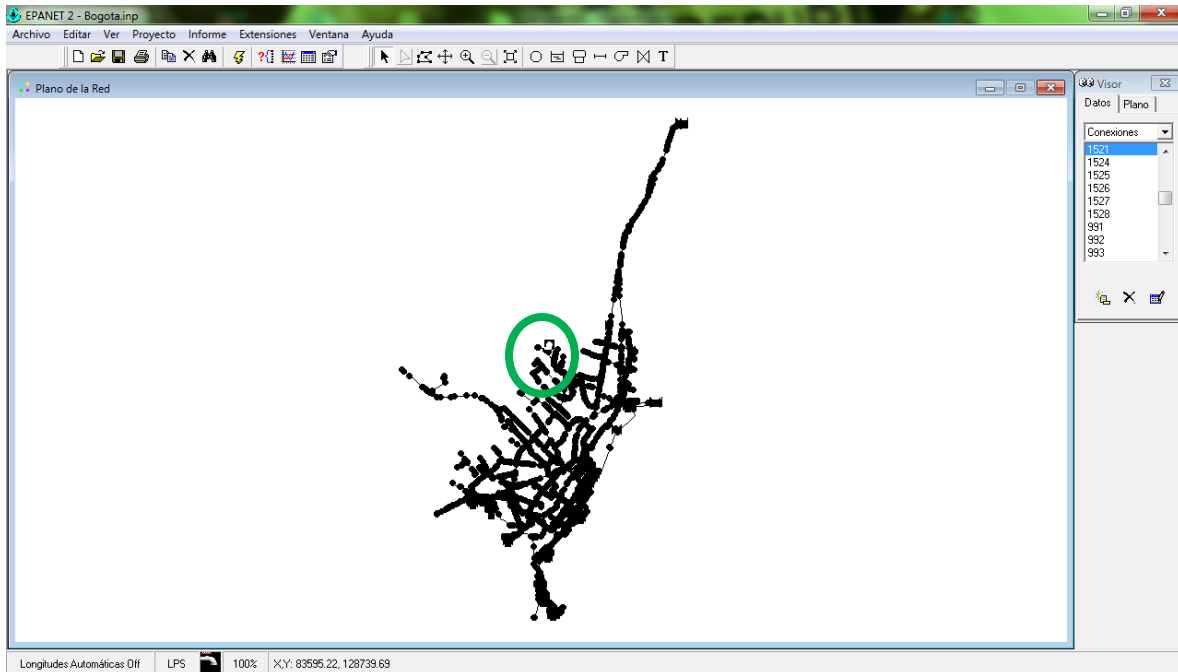 EPANET 2 - Bogota.inp
Archivo Editar Ver Proyecto Informe Extensiones Ventana Ayuda
T
Plano de la Red
Visor
Datos Plano
Conexiones
1521
1524
1525
1526
1527
1528
991
992
993
Longitudes Automáticas Off LPS 100% X,Y: 83595.22, 128739.69